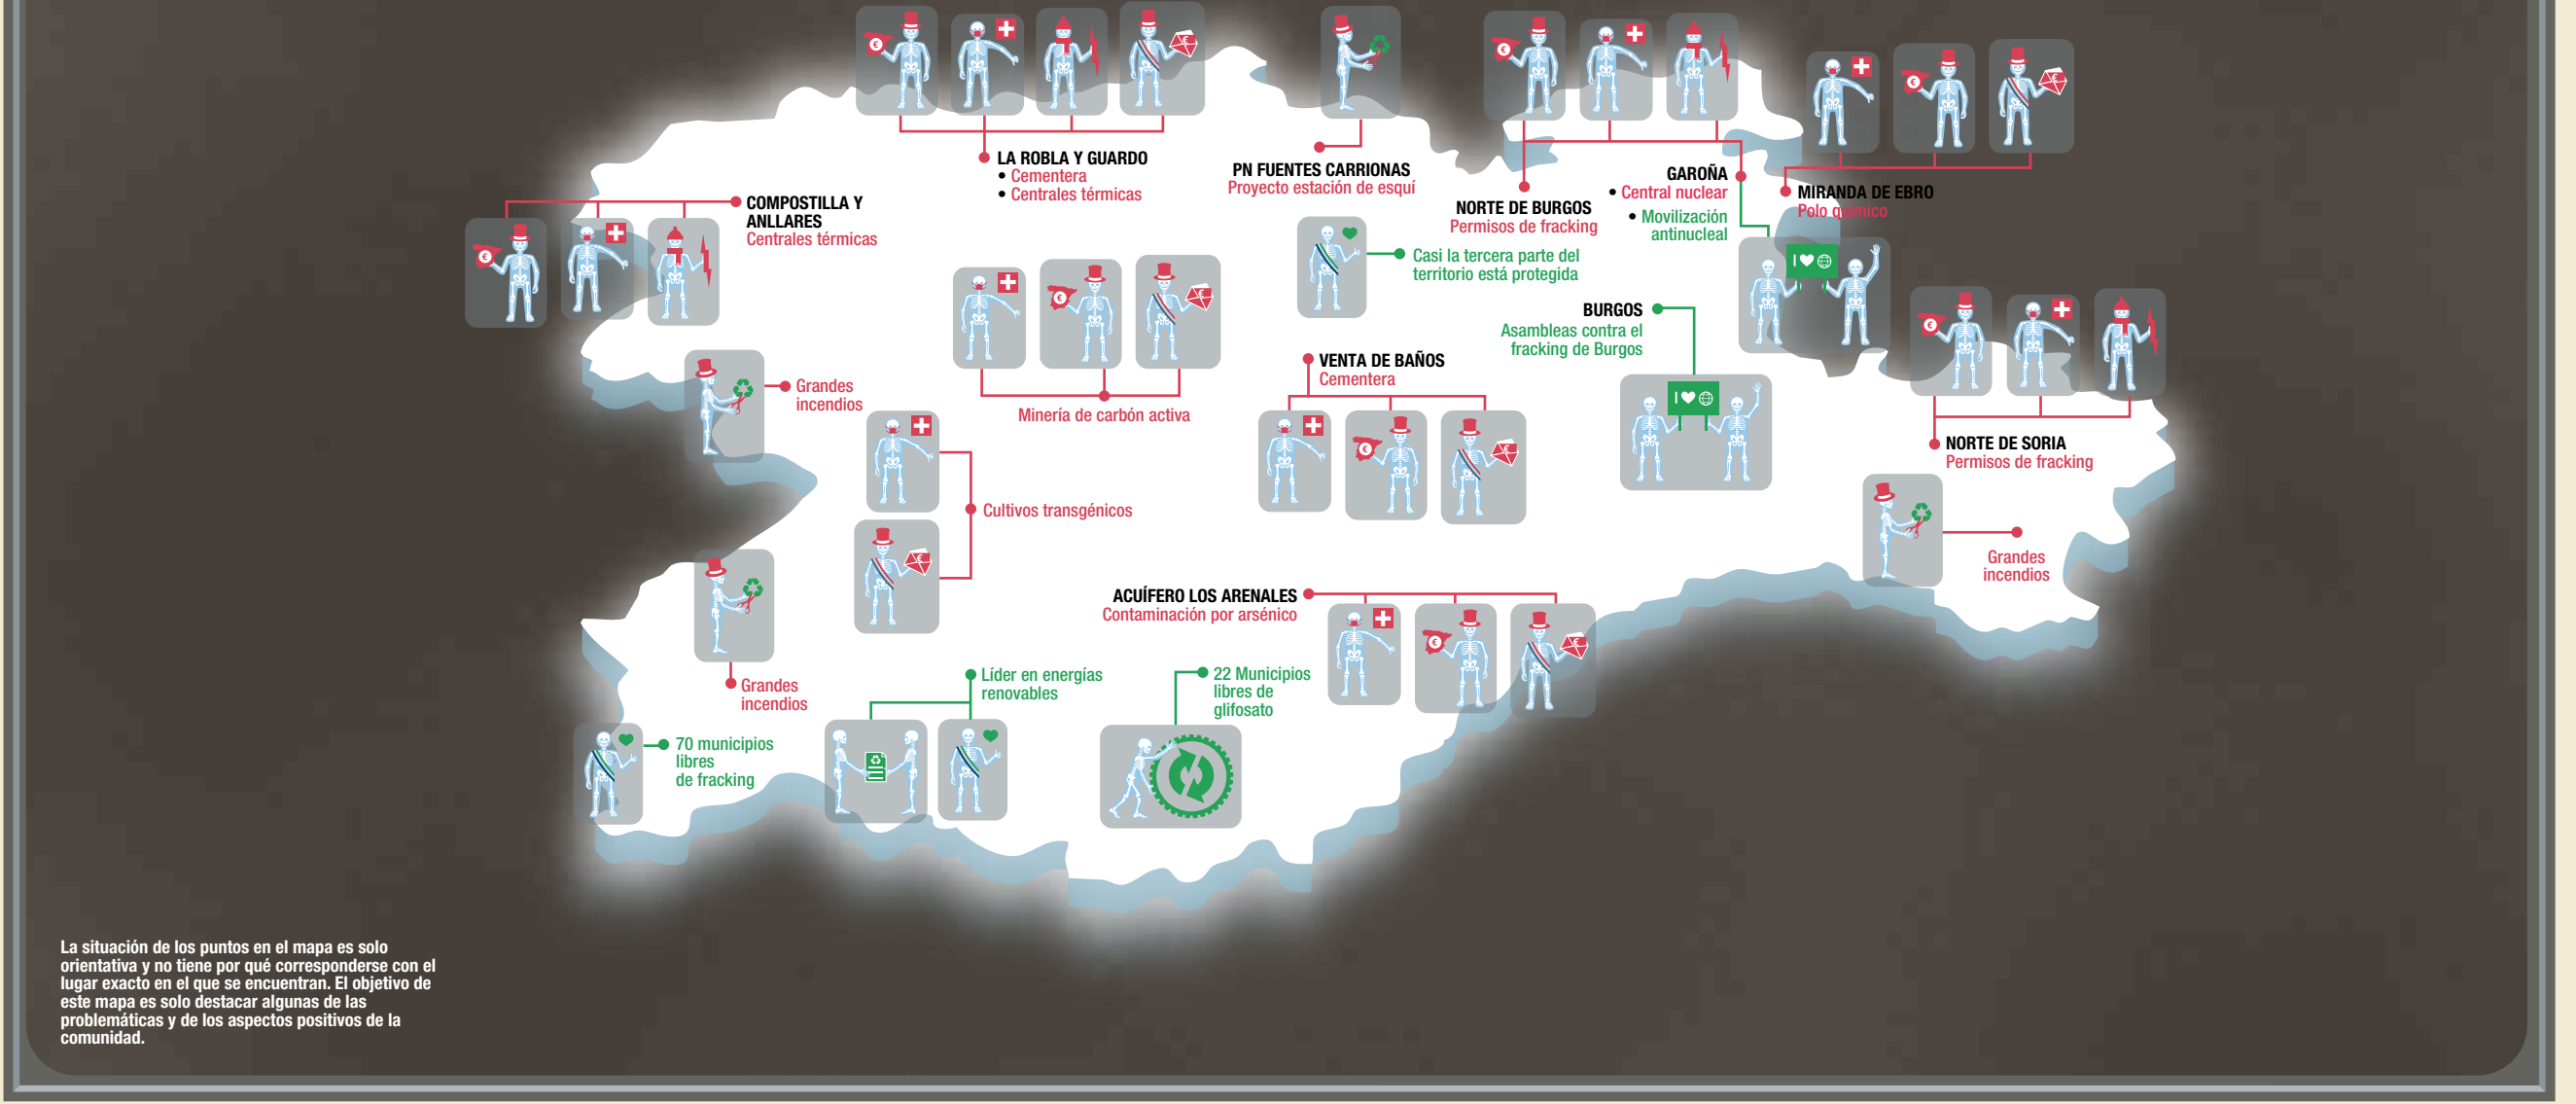 LA ROBLA Y GUARDO
• Cementera
• Centrales térmicas
PN FUENTES CARRIONAS
Proyecto estación de esquí
NORTE DE BURGOS
Permisos de fracking
GAROÑA
• Central nuclear
• Movilización
antinucleal
MIRANDA DE EBRO
Polo químico
COMPOSTILLA Y
ANLLARES
Centrales térmicas
Casi la tercera parte del
territorio está protegida
BURGOS
Asambleas contra el
fracking de Burgos
I ♥
I ♥
VENTA DE BAÑOS
Cementera
Grandes
incendios
Minería de carbón activa
NORTE DE SORIA
Permisos de fracking
Cultivos transgénicos
Grandes
incendios
ACUÍFERO LOS ARENALES
Contaminación por arsénico
Grandes
incendios
Líder en energías
renovables
22 Municipios
libres de
glifosato
70 municipios
libres
de fracking
La situación de los puntos en el mapa es solo
orientativa y no tiene por qué corresponderse con el
lugar exacto en el que se encuentran. El objetivo de
este mapa es solo destacar algunas de las
problemáticas y de los aspectos positivos de la
comunidad.